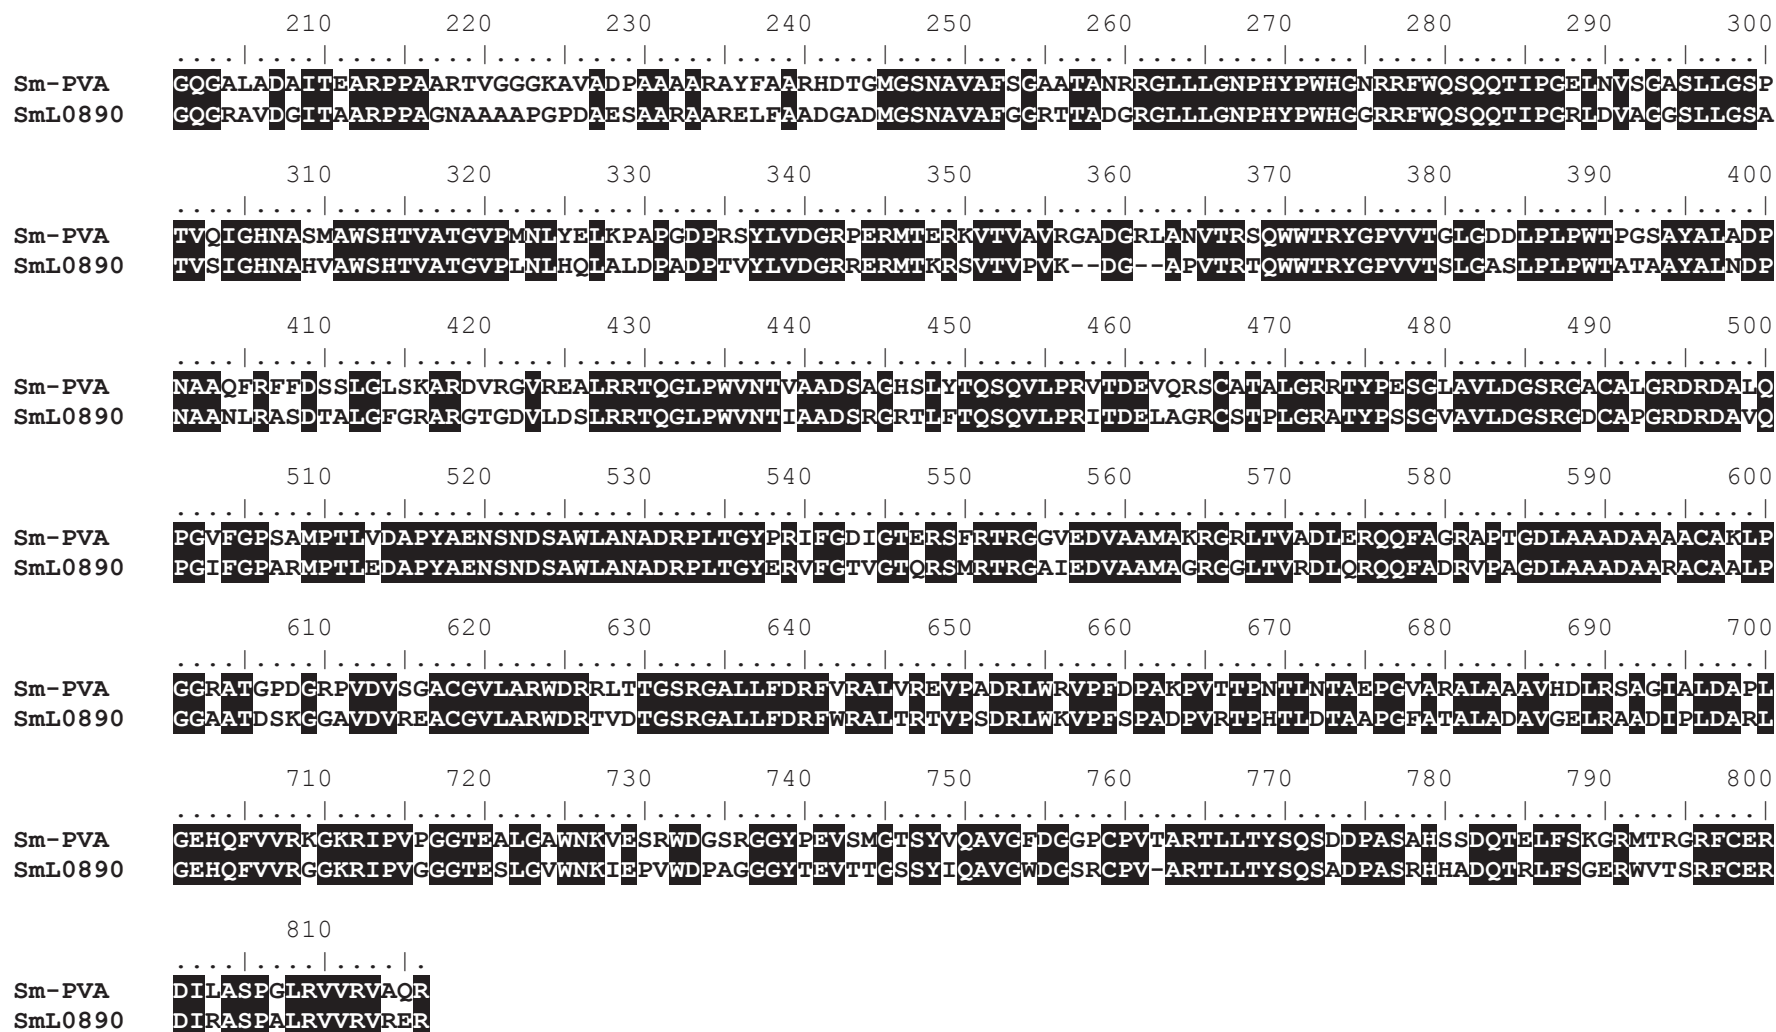 210 220 230 240 250 260 270 280 290 300
....|....|....|....|....|....|....|....|....|....|....|....|....|....|....|....|....|....|....|....|
Sm-PVA GQGALADAITEARPPAARTVGGGKAVADPAAAARAYFAARHDTGMGSNAVAFSGAATANRRGLLLGNPHYPWHGNRRFWQSQQTIPGELNVSGASLLGSP
SmL0890 GQGRAVDGITAARPPAGNAAAAPGPDAESAARAARELFAADGADMGSNAVAFGGRTTADGRGLLLGNPHYPWHGGRRFWQSQQTIPGRLDVAGGSLLGSA
310 320 330 340 350 360 370 380 390 400
....|....|....|....|....|....|....|....|....|....|....|....|....|....|....|....|....|....|....|....|
Sm-PVA TVQIGHNASMAWSHTVATGVPMNLYELKPAPGDPRSYLVDGRPERMTERKVTVAVRGADGRLANVTRSQWWTRYGPVVTGLGDDLPLPWTPGSAYALADP
SmL0890 TVSIGHNAHVAWSHTVATGVPLNLHQLALDPADPTVYLVDGRRERMTKRSVTVPVK--DG--APVTRTQWWTRYGPVVTSLGASLPLPWTATAAYALNDP
410 420 430 440 450 460 470 480 490 500
....|....|....|....|....|....|....|....|....|....|....|....|....|....|....|....|....|....|....|....|
Sm-PVA NAAQFRFFDSSLGLSKARDVRGVREALRRTQGLPWVNTVAADSAGHSLYTQSQVLPRVTDEVQRSCATALGRRTYPESGLAVLDGSRGACALGRDRDALQ
SmL0890 NAANLRASDTALGFGRARGTGDVLDSLRRTQGLPWVNTIAADSRGRTLFTQSQVLPRITDELAGRCSTPLGRATYPSSGVAVLDGSRGDCAPGRDRDAVQ
510 520 530 540 550 560 570 580 590 600
....|....|....|....|....|....|....|....|....|....|....|....|....|....|....|....|....|....|....|....|
Sm-PVA PGVFGPSAMPTLVDAPYAENSNDSAWLANADRPLTGYPRIFGDIGTERSFRTRGGVEDVAAMAKRGRLTVADLERQQFAGRAPTGDLAAADAAAACAKLP
SmL0890 PGIFGPARMPTLEDAPYAENSNDSAWLANADRPLTGYERVFGTVGTQRSMRTRGAIEDVAAMAGRGGLTVRDLQRQQFADRVPAGDLAAADAARACAALP
610 620 630 640 650 660 670 680 690 700
....|....|....|....|....|....|....|....|....|....|....|....|....|....|....|....|....|....|....|....|
Sm-PVA GGRATGPDGRPVDVSGACGVLARWDRRLTTGSRGALLFDRFVRALVREVPADRLWRVPFDPAKPVTTPNTLNTAEPGVARALAAAVHDLRSAGIALDAPL
SmL0890 GGAATDSKGGAVDVREACGVLARWDRTVDTGSRGALLFDRFWRALTRTVPSDRLWKVPFSPADPVRTPHTLDTAAPGFATALADAVGELRAADIPLDARL
710 720 730 740 750 760 770 780 790 800
....|....|....|....|....|....|....|....|....|....|....|....|....|....|....|....|....|....|....|....|
Sm-PVA GEHQFVVRKGKRIPVPGGTEALGAWNKVESRWDGSRGGYPEVSMGTSYVQAVGFDGGPCPVTARTLLTYSQSDDPASAHSSDQTELFSKGRMTRGRFCER
SmL0890 GEHQFVVRGGKRIPVGGGTESLGVWNKIEPVWDPAGGGYTEVTTGSSYIQAVGWDGSRCPV-ARTLLTYSQSADPASRHHADQTRLFSGERWVTSRFCER
810
....|....|....|.
Sm-PVA DILASPGLRVVRVAQR
SmL0890 DIRASPALRVVRVRER